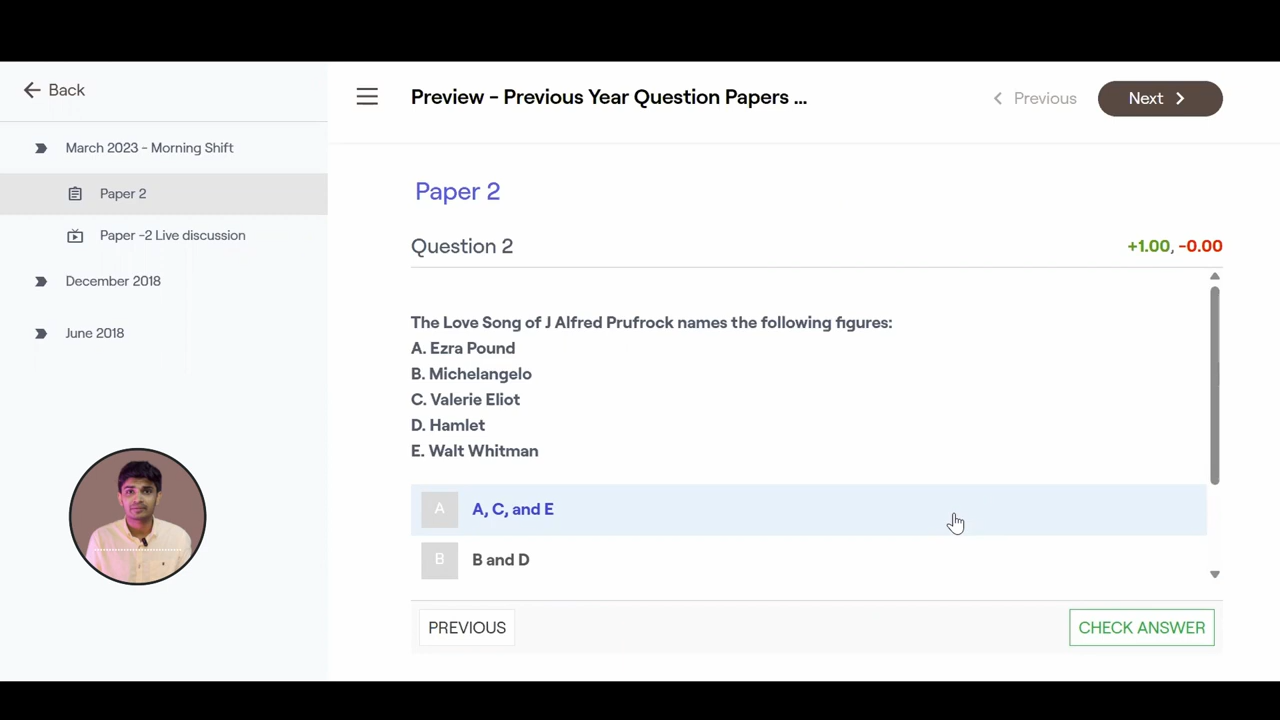 Back
Preview - Previous Year Question Papers ...
Previous
Next
March 2023 - Morning Shift
Paper 2
Paper -2 Live discussion
December 2018
June 2018
Paper 2
Question 2
+1.00, -0.00
The Love Song of J Alfred Prufrock names the following figures:
A. Ezra Pound
B. Michelangelo
C. Valerie Eliot
D. Hamlet
E. Walt Whitman
A A, C, and E
B B and D
PREVIOUS
CHECK ANSWER